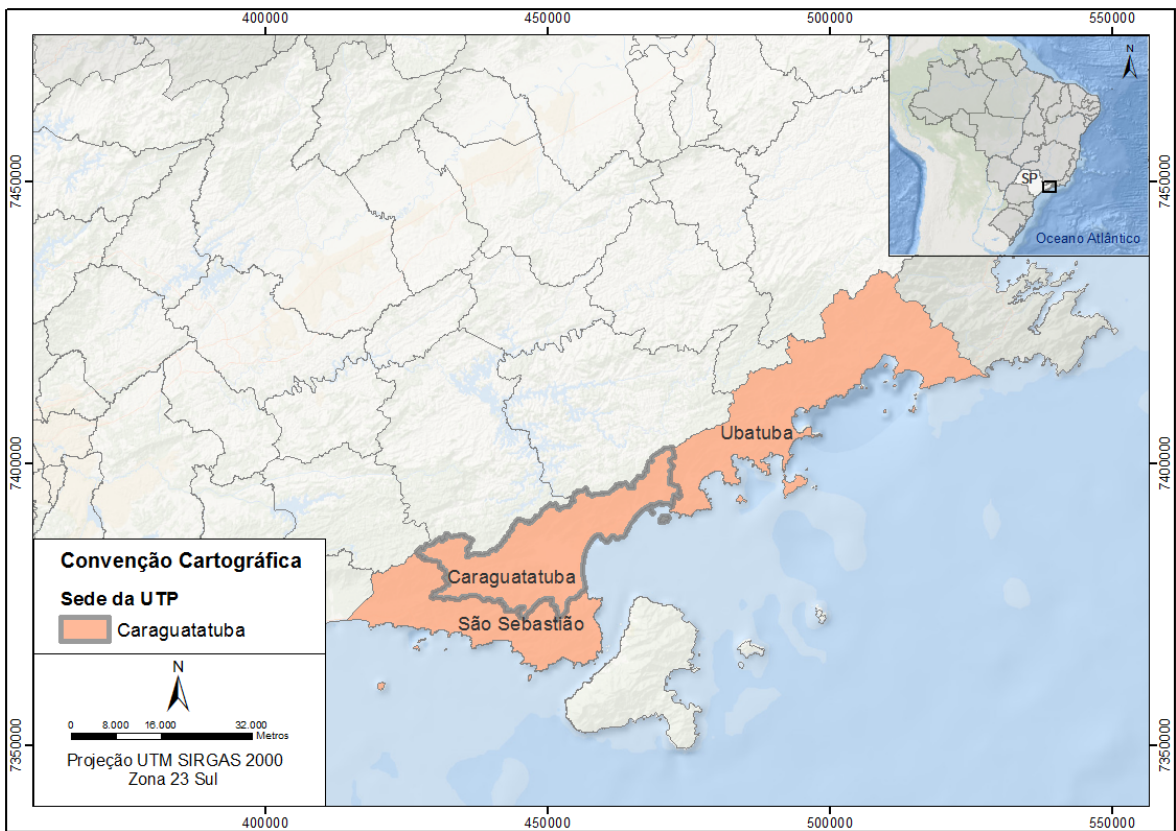 400000
450000
500000
550000
N
SP
Oceano Atlântico
7450000
7450000
Ubatuba
7400000
7400000
Caraguatatuba
São Sebastião
Convenção Cartográfica
Sede da UTP
Caraguatatuba
N
0 8.000 16.000 32.000
Metros
Projeção UTM SIRGAS 2000
Zona 23 Sul
7350000
7350000
400000
450000
500000
550000